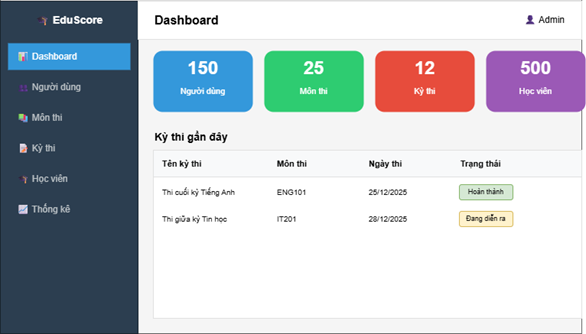 EduScore
Dashboard
Người dùng
Môn thi
Kỳ thi
Học viên
Thống kê
Dashboard
Admin
150
Người dùng
25
Môn thi
12
Kỳ thi
500
Học viên
Kỳ thi gần đây
Tên kỳ thi Môn thi Ngày thi Trạng thái
Thi cuối kỳ Tiếng Anh ENG101 25/12/2025 Hoàn thành
Thi giữa kỳ Tin học IT201 28/12/2025 Đang diễn ra